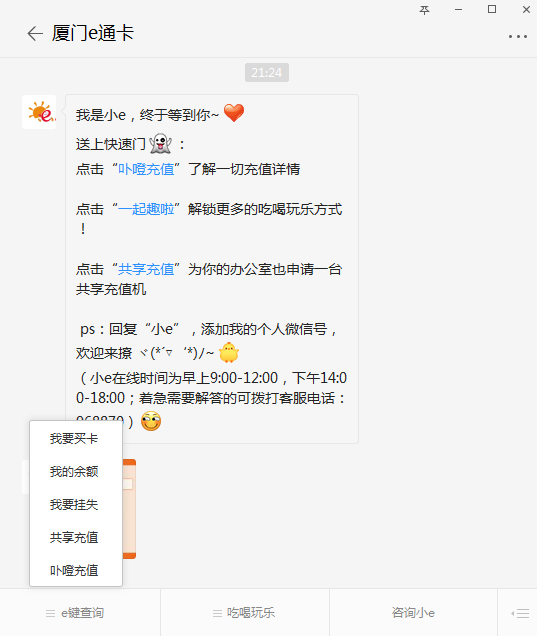 厦门e通卡
21:24
我是小e，终于等到你~
送上快速门 ：
点击“卟噔充值”了解一切充值详情
点击“一起趣啦”解锁更多的吃喝玩乐方式
！
点击“共享充值”为你的办公室也申请一台
共享充值机
ps：回复“小e”，添加我的个人微信号，
欢迎来撩 ヾ(*´▽‘*)ﾉ~
（小e在线时间为早上9:00-12:00，下午14:0
0-18:00；着急需要解答的可拨打客服电话：
968870）
我要买卡
我的余额
我要挂失
共享充值
卟噔充值
e键查询
吃喝玩乐
咨询小e